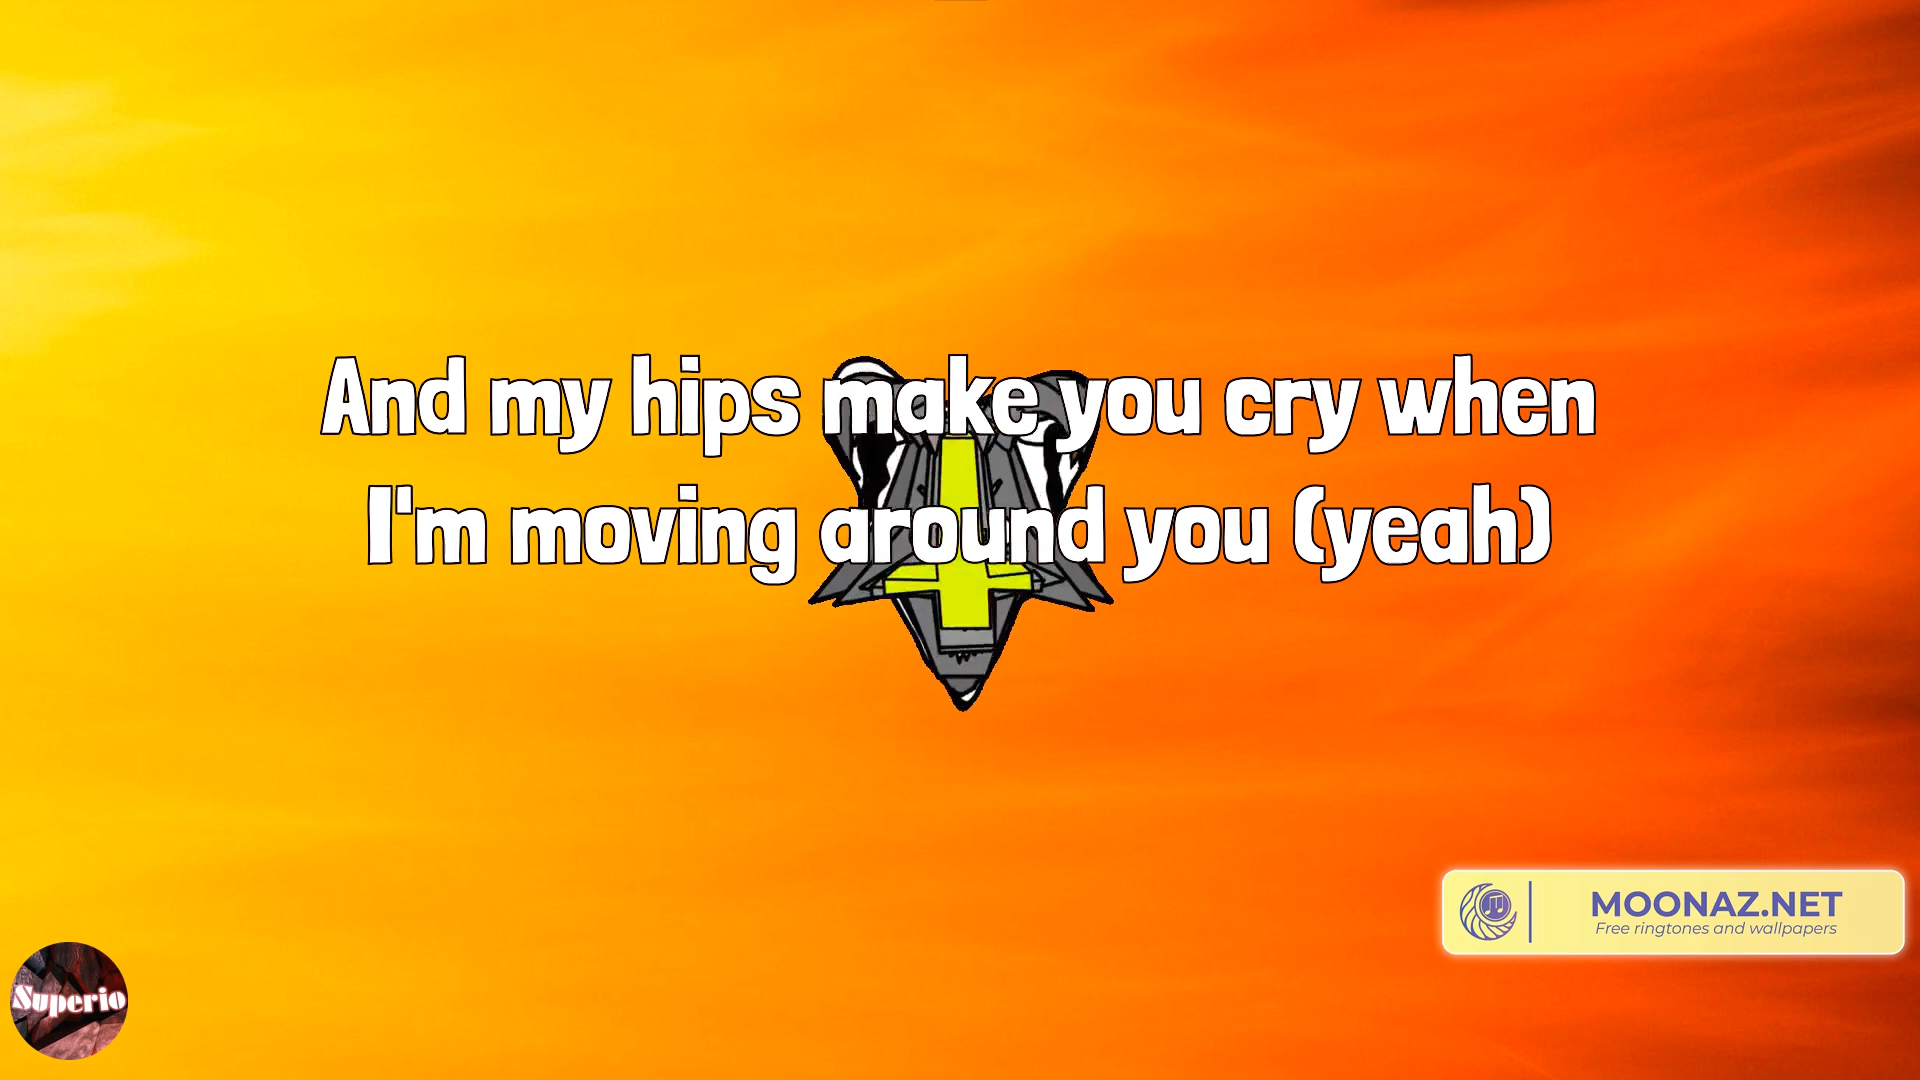 And my hips make you cry when
I'm moving around you (yeah)
MOONAZ.NET
Free ringtones and wallpapers
Superio